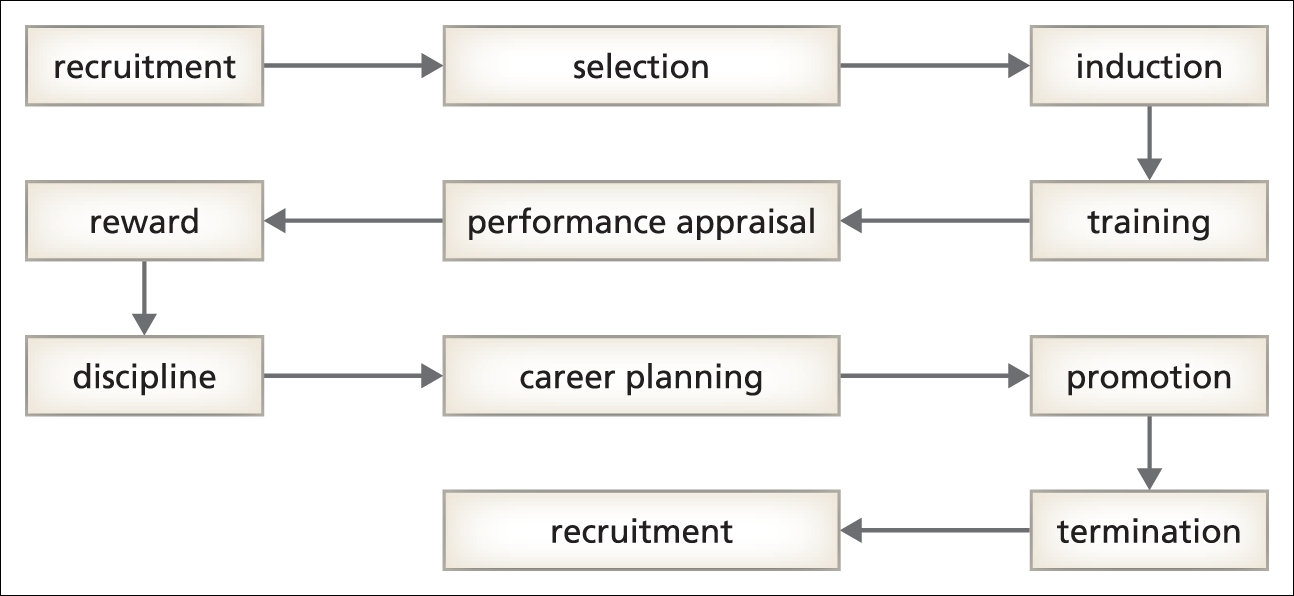 recruitment
selection
induction
reward
performance appraisal
training
discipline
career planning
promotion
recruitment
termination